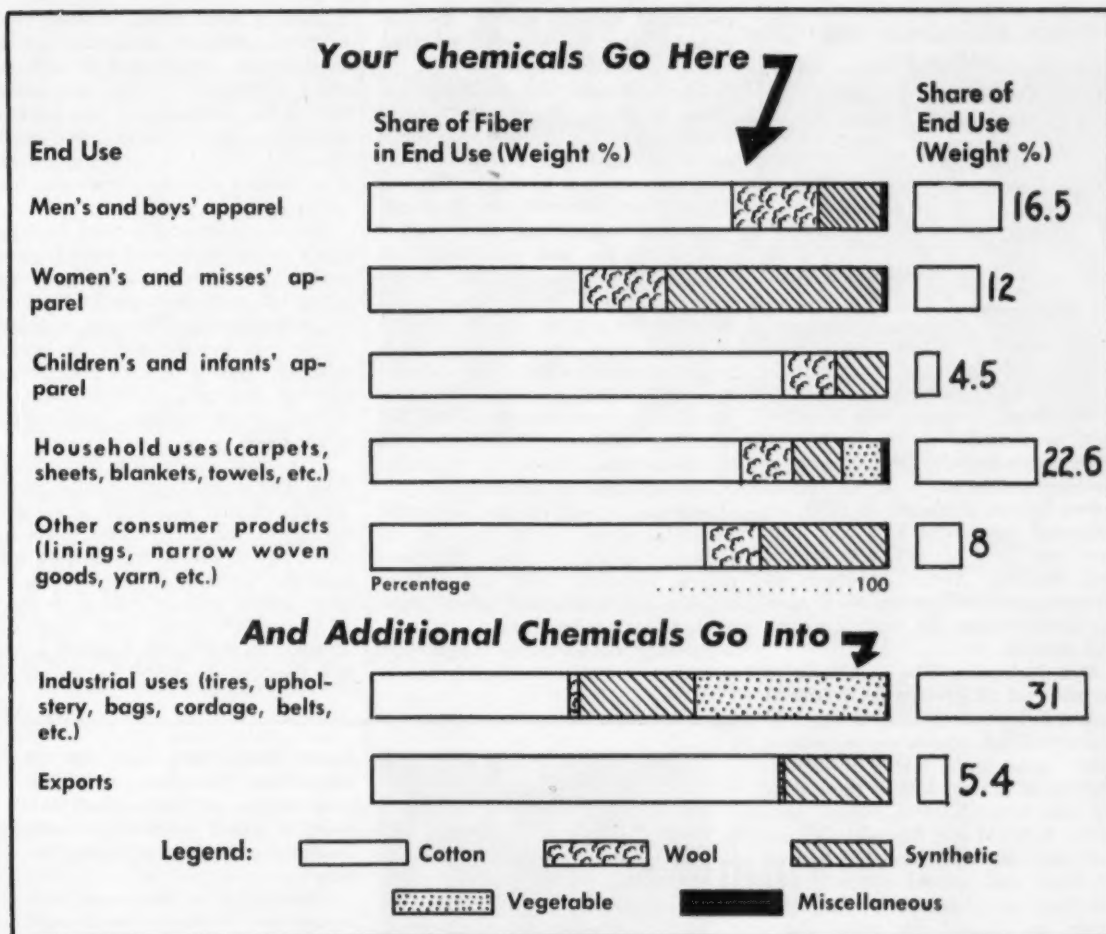 Your Chemicals Go Here
End Use
Share of Fiber
in End Use (Weight %)
Share of
End Use
(Weight %)
Men's and boys' apparel
16.5
Women's and misses' ap-
parel
12
Children's and infants' ap-
parel
4.5
Household uses (carpets,
sheets, blankets, towels, etc.)
22.6
Other consumer products
(linings, narrow woven
goods, yarn, etc.)
8
Percentage 100
And Additional Chemicals Go Into
Industrial uses (tires, uphol-
stery, bags, cordage, belts,
etc.)
31
Exports
5.4
Legend: Cotton Wool Synthetic
Vegetable Miscellaneous